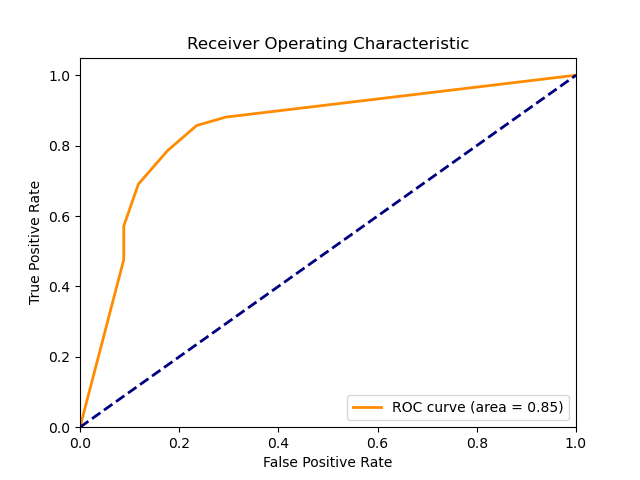 Receiver Operating Characteristic
1.0
0.8
0.6
0.4
0.2
0.0
True Positive Rate
ROC curve (area = 0.85)
0.0 0.2 0.4 0.6 0.8 1.0
False Positive Rate